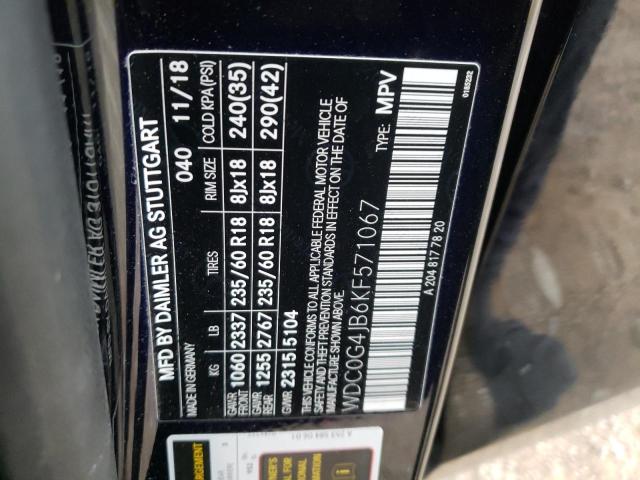 MFD BY DAIMLER AG STUTTGART
MADE IN GERMANY 040 11/18
KG LB TIRES RIM SIZE COLD KPA (PSI)
GAWR FRONT 1060 2337 235/60 R18 8Jx18 240(35)
GAWR REAR 1255 2767 235/60 R18 8Jx18 290(42)
GVWR 2315 5104
THIS VEHICLE CONFORMS TO ALL APPLICABLE FEDERAL MOTOR VEHICLE
SAFETY AND THEFT PREVENTION STANDARDS IN EFFECT ON THE DATE OF
MANUFACTURE SHOWN ABOVE.
WDC0G4JB6KF571067 TYPE: MPV
A 204 817 78 20 0185232